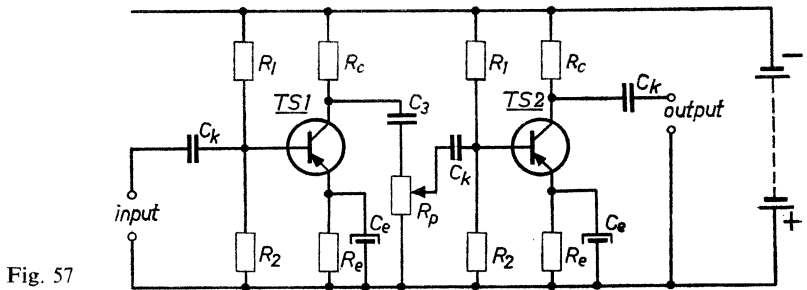 R1
Rc
R1
Rc
−
TS1
C3
TS2
Ck
output
Ck
Ck
input
Rp
+
R2
Re
Ce
R2
Re
Ce
Fig. 57